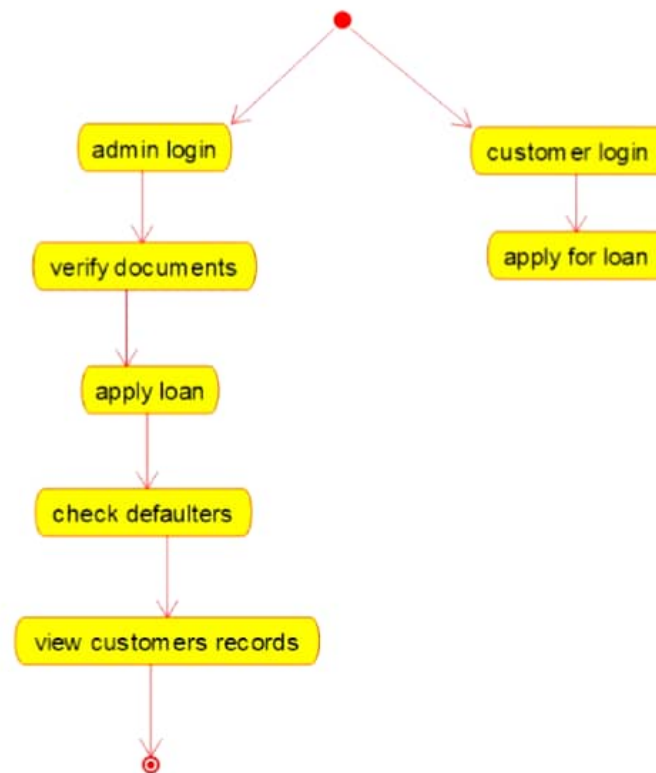 admin login
customer login
verify documents
apply for loan
apply loan
check defaulters
view customers records